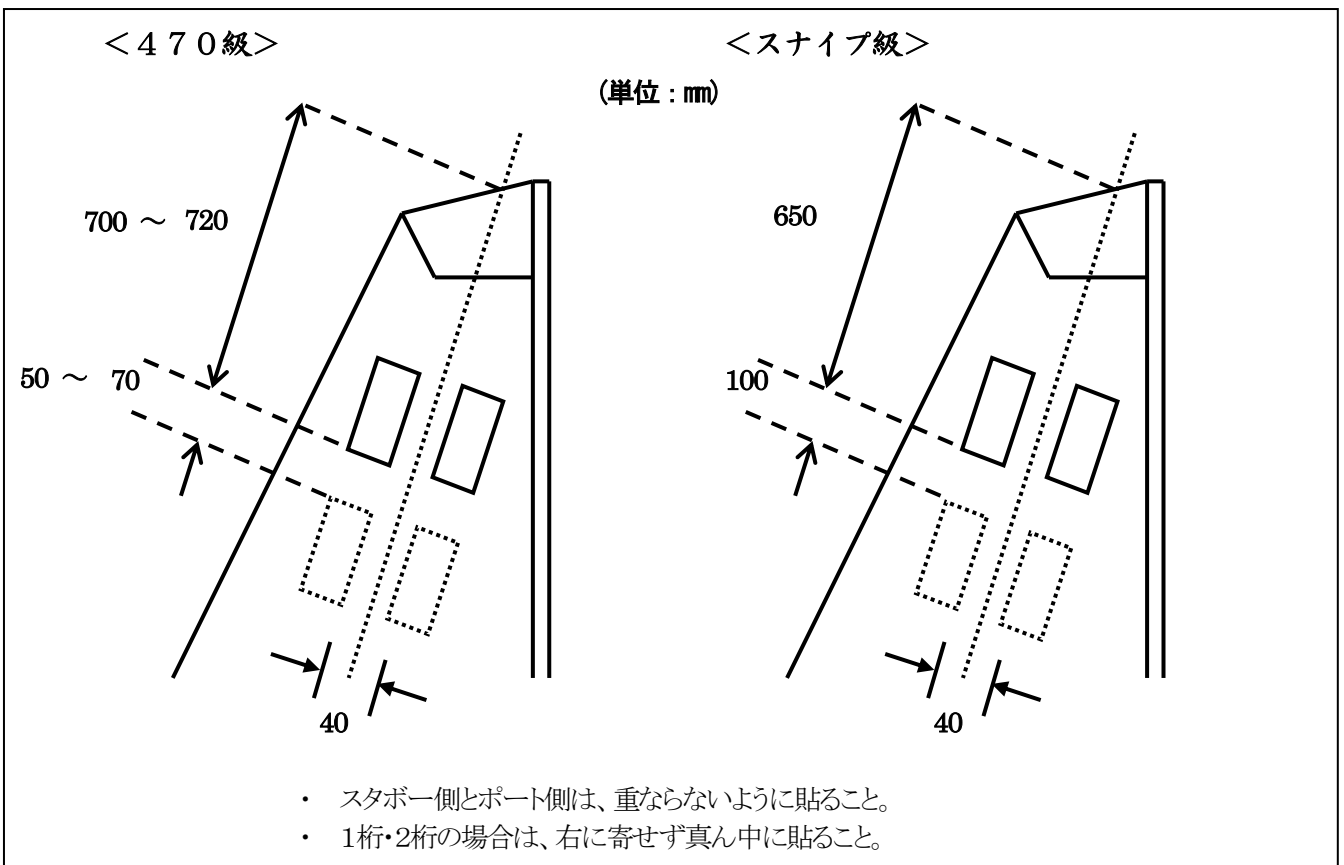 ＜４７０級＞
＜スナイプ級＞
(単位：㎜)
700 ～ 720
650
50 ～ 70
100
40
40
・ スタボー側とポート側は、重ならないように貼ること。
・ 1桁・2桁の場合は、右に寄せず真ん中に貼ること。